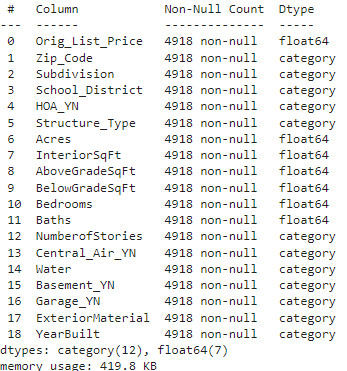 #   Column           Non-Null Count  Dtype
---  ------           --------------  -----
0   Orig_List_Price  4918 non-null   float64
1   Zip_Code         4918 non-null   category
2   Subdivision      4918 non-null   category
3   School_District  4918 non-null   category
4   HOA_YN           4918 non-null   category
5   Structure_Type   4918 non-null   category
6   Acres            4918 non-null   float64
7   InteriorSqFt     4918 non-null   float64
8   AboveGradeSqFt   4918 non-null   float64
9   BelowGradeSqFt   4918 non-null   float64
10  Bedrooms         4918 non-null   float64
11  Baths            4918 non-null   float64
12  NumberofStories  4918 non-null   category
13  Central_Air_YN   4918 non-null   category
14  Water            4918 non-null   category
15  Basement_YN      4918 non-null   category
16  Garage_YN        4918 non-null   category
17  ExteriorMaterial 4918 non-null   category
18  YearBuilt        4918 non-null   category
dtypes: category(12), float64(7)
memory usage: 419.8 KB